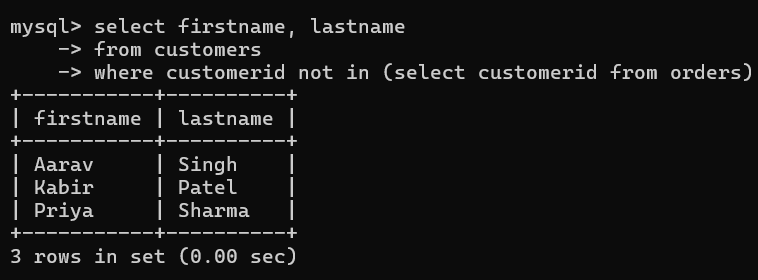 mysql> select firstname, lastname
    -> from customers
    -> where customerid not in (select customerid from orders)
+-----------+----------+
| firstname | lastname |
+-----------+----------+
| Aarav     | Singh    |
| Kabir     | Patel    |
| Priya     | Sharma   |
+-----------+----------+
3 rows in set (0.00 sec)